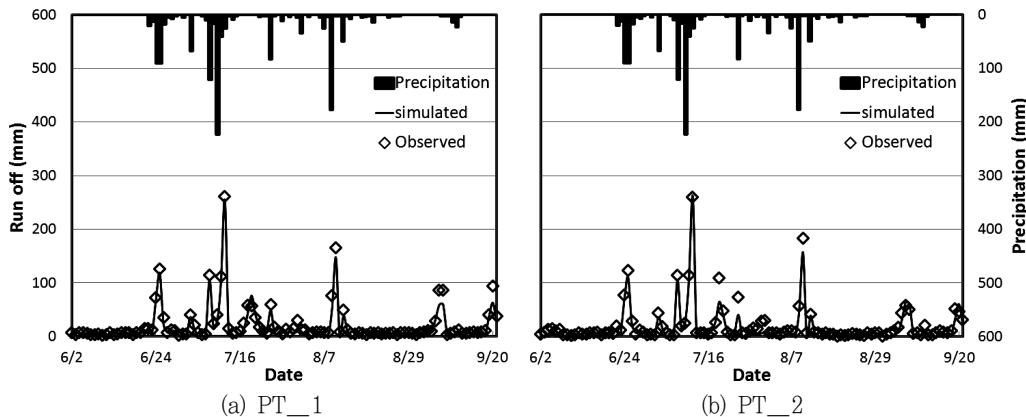 600
500
400
300
200
100
0
Run off (mm)
Precipitation
simulated
Observed
6/2
6/24
7/16
8/7
8/29
9/20
Date
(a) PT__1
Precipitation
simulated
Observed
0
100
200
300
400
500
600
Precipitation (mm)
6/2
6/24
7/16
8/7
8/29
9/20
Date
(b) PT__2